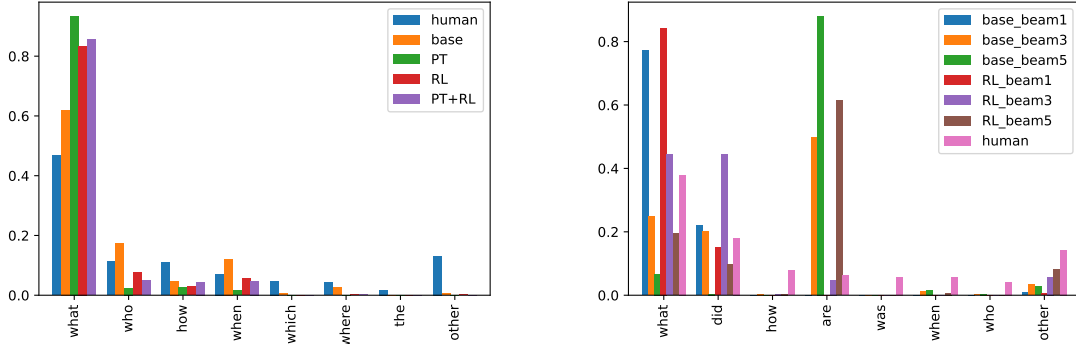 human
base
PT
RL
PT+RL
0.8
0.6
0.4
0.2
0.0
what
who
how
when
which
where
the
other
base_beam1
base_beam3
base_beam5
RL_beam1
RL_beam3
RL_beam5
human
0.8
0.6
0.4
0.2
0.0
what
did
how
are
was
when
who
other